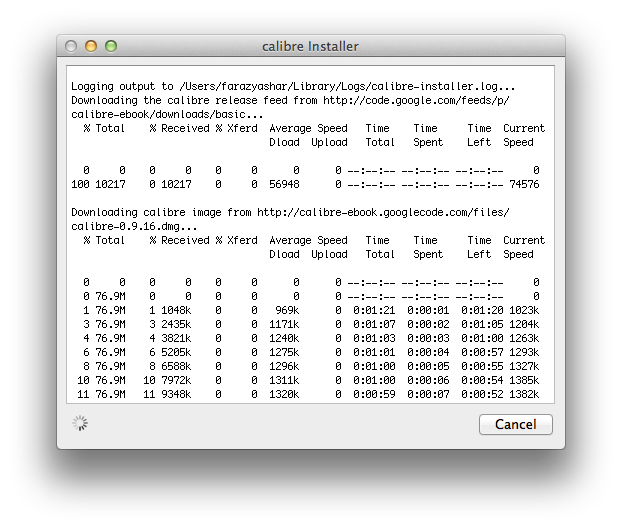 calibre Installer
Logging output to /Users/farazyashar/Library/Logs/calibre-installer.log...
Downloading the calibre release feed from http://code.google.com/feeds/p/
calibre-ebook/downloads/basic...
% Total % Received % Xferd Average Speed Time Time Time Current
Dload Upload Total Spent Left Speed
0 0 0 0 0 0 0 0 --:--:-- --:--:-- --:--:-- 0
100 10217 0 10217 0 0 56948 0 --:--:-- --:--:-- --:--:-- 74576
Downloading calibre image from http://calibre-ebook.googlecode.com/files/
calibre-0.9.16.dmg...
% Total % Received % Xferd Average Speed Time Time Time Current
Dload Upload Total Spent Left Speed
0 0 0 0 0 0 0 0 --:--:-- --:--:-- --:--:-- 0
0 76.9M 0 0 0 0 0 0 --:--:-- --:--:-- --:--:-- 0
1 76.9M 1 1048k 0 0 969k 0 0:01:21 0:00:01 0:01:20 1023k
3 76.9M 3 2435k 0 0 1171k 0 0:01:07 0:00:02 0:01:05 1204k
4 76.9M 4 3821k 0 0 1240k 0 0:01:03 0:00:03 0:01:00 1263k
6 76.9M 6 5205k 0 0 1275k 0 0:01:01 0:00:04 0:00:57 1293k
8 76.9M 8 6588k 0 0 1296k 0 0:01:00 0:00:05 0:00:55 1327k
10 76.9M 10 7972k 0 0 1311k 0 0:01:00 0:00:06 0:00:54 1385k
11 76.9M 11 9348k 0 0 1320k 0 0:00:59 0:00:07 0:00:52 1382k
Cancel